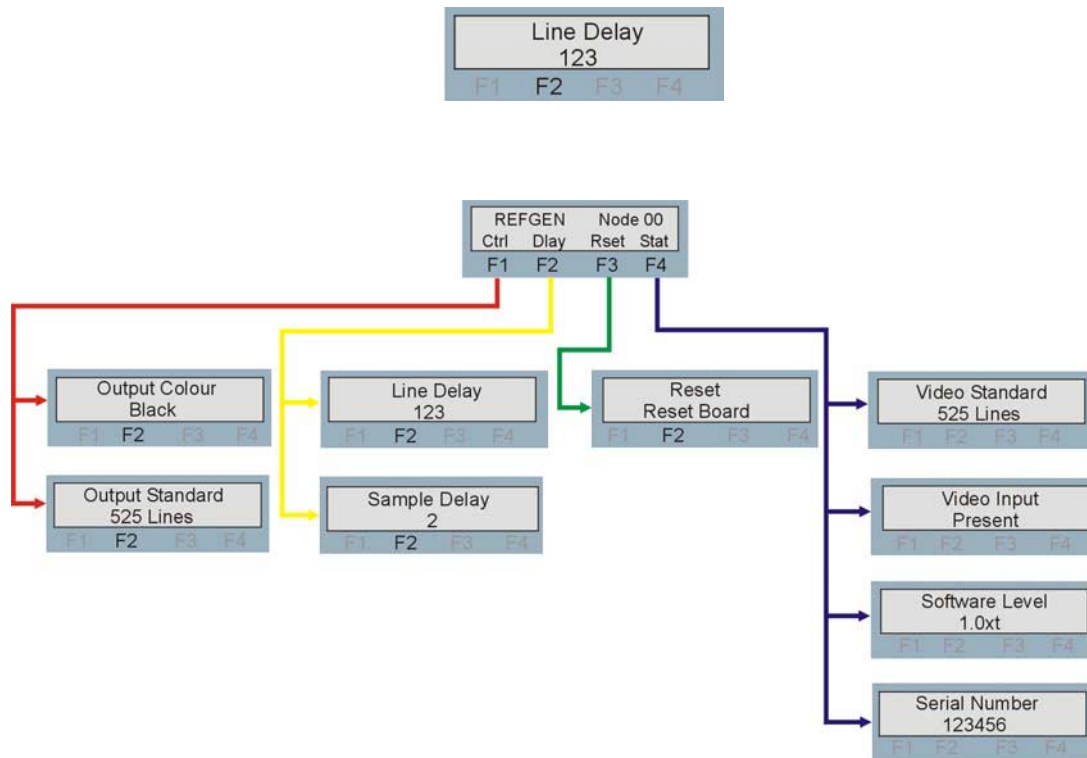 Line Delay
123
F1 F2 F3 F4
REFGEN Node 00
Ctrl Dlay Rset Stat
F1 F2 F3 F4
Output Colour
Black
F1 F2 F3 F4
Line Delay
123
F1 F2 F3 F4
Reset
Reset Board
F1 F2 F3 F4
Video Standard
525 Lines
F1 F2 F3 F4
Output Standard
525 Lines
F1 F2 F3 F4
Sample Delay
2
F1 F2 F3 F4
Video Input
Present
F1 F2 F3 F4
Software Level
1.0xt
F1 F2 F3 F4
Serial Number
123456
F1 F2 F3 F4